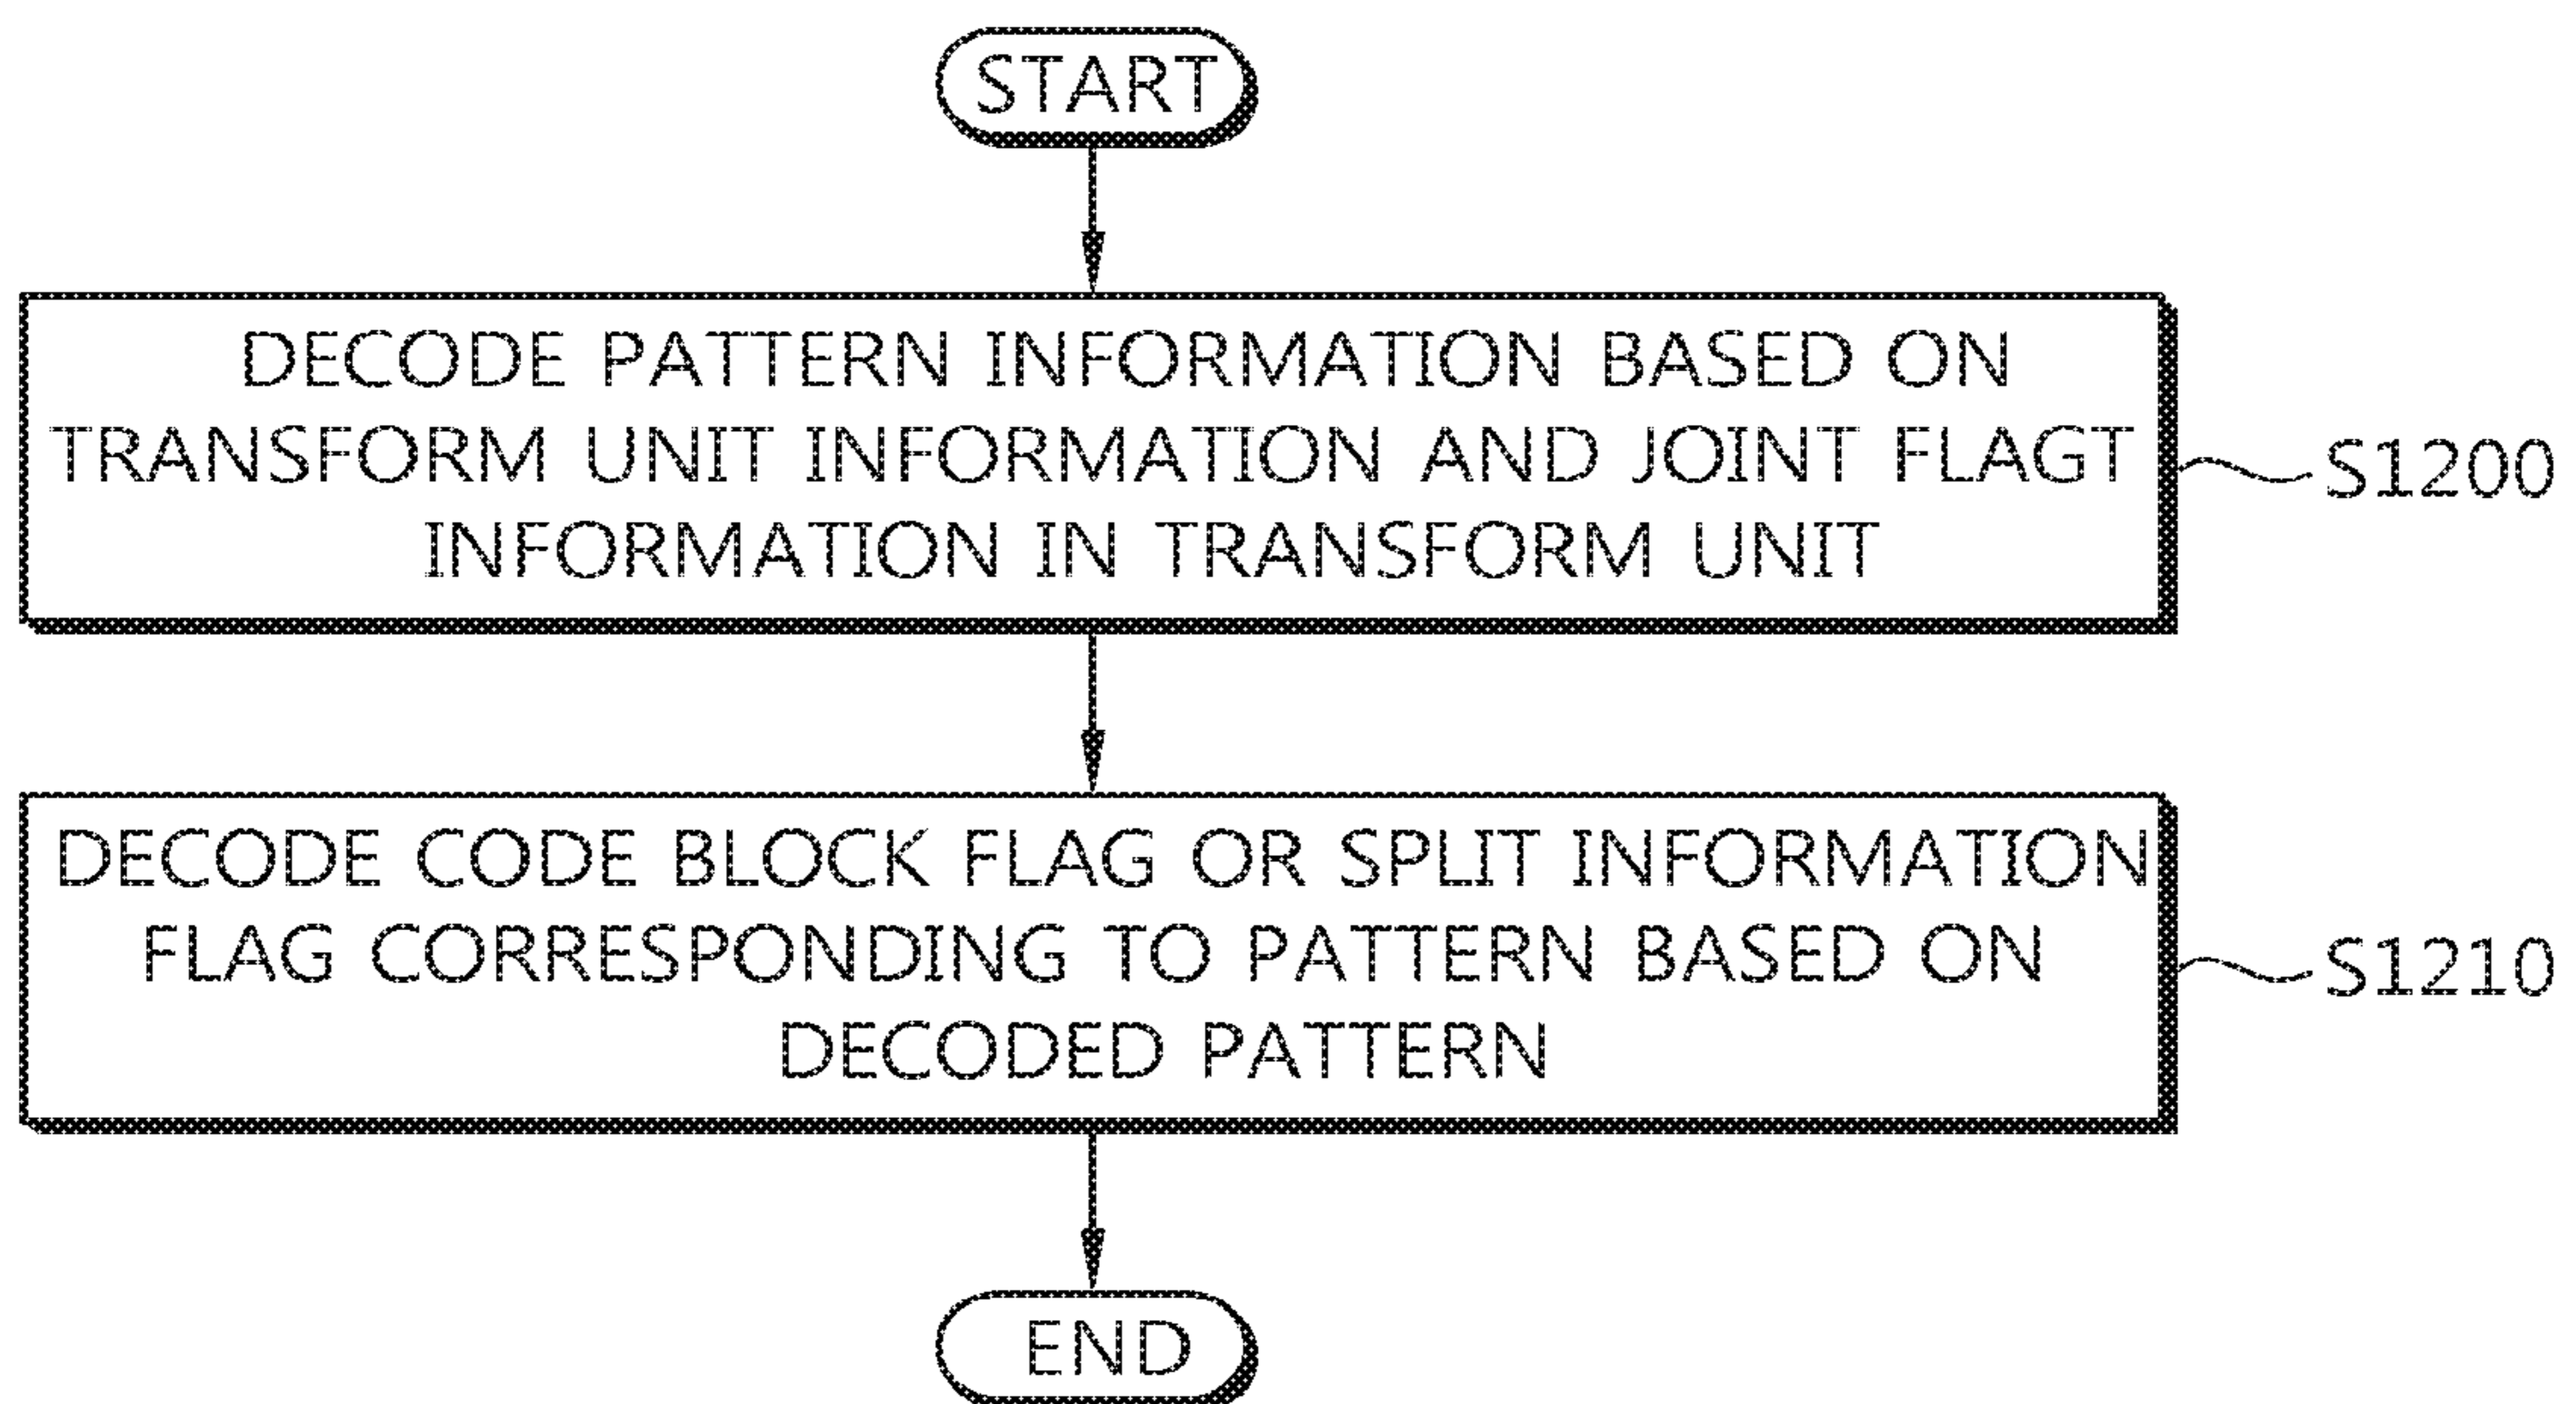 START
DECODE PATTERN INFORMATION BASED ON
TRANSFORM UNIT INFORMATION AND JOINT FLAGT
INFORMATION IN TRANSFORM UNIT
S1200
DECODE CODE BLOCK FLAG OR SPLIT INFORMATION
FLAG CORRESPONDING TO PATTERN BASED ON
DECODED PATTERN
S1210
END